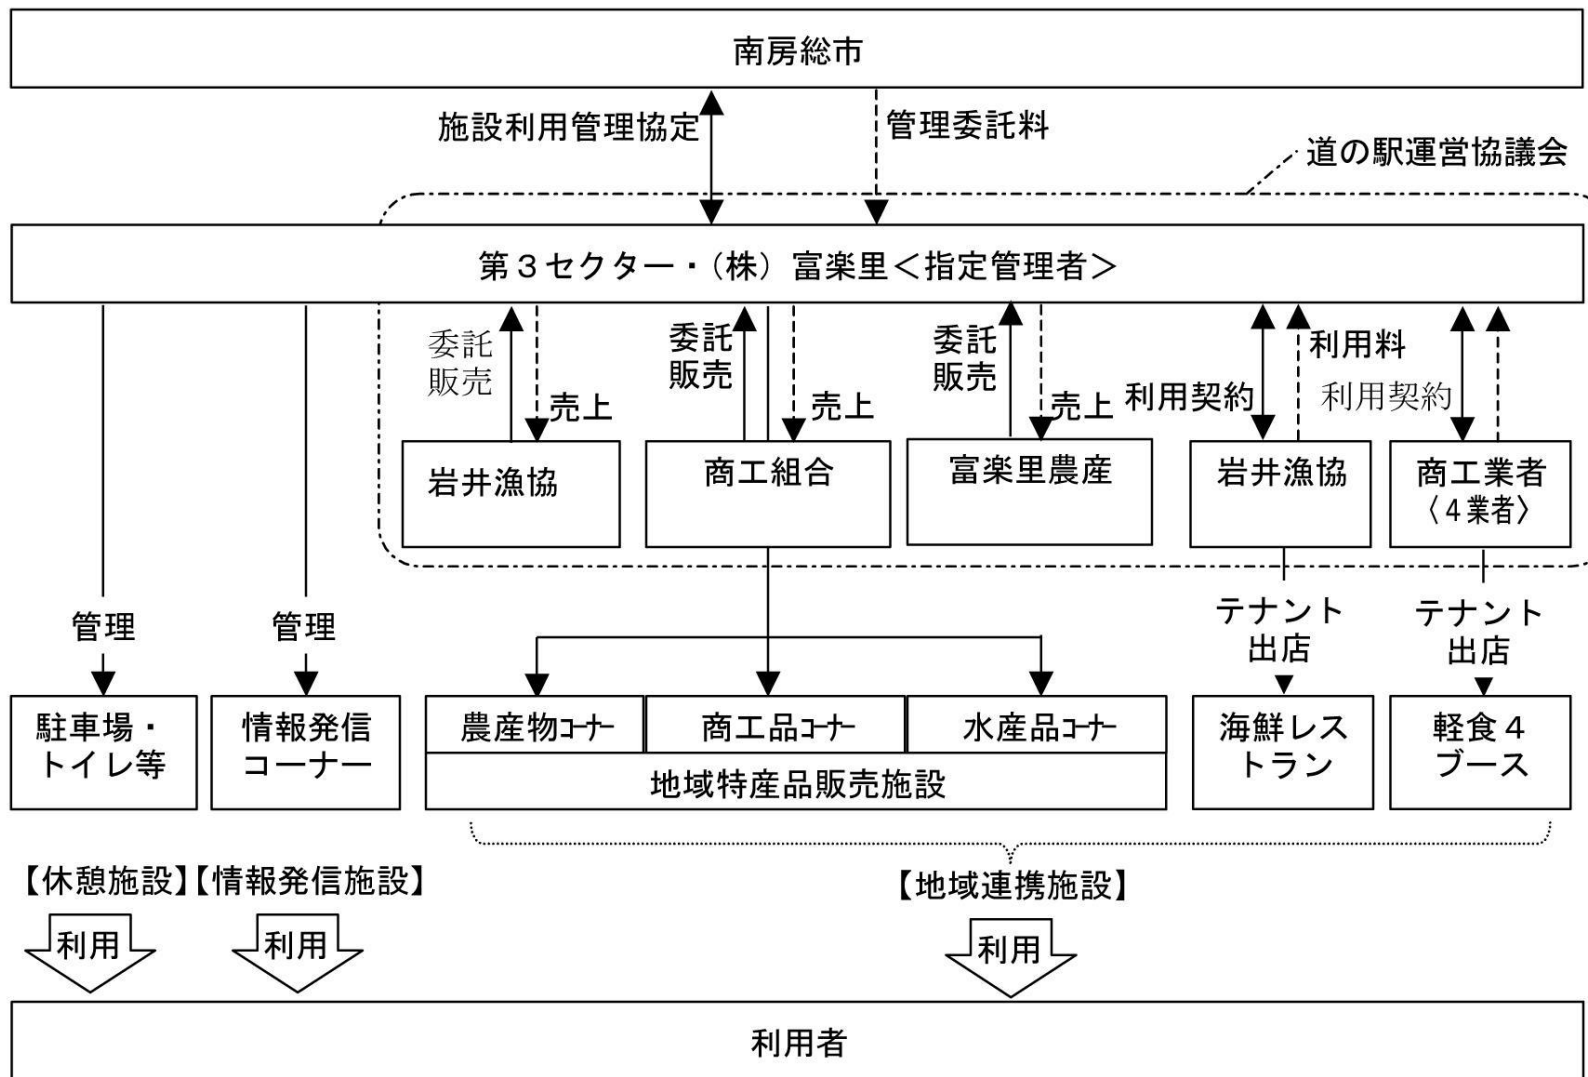 南房総市
施設利用管理協定
管理委託料
道の駅運営協議会
第３セクター・（株）富楽里＜指定管理者＞
委託
販売
売上
委託
販売
売上
委託
販売
売上
利用契約
利用料
利用契約
岩井漁協
商工組合
富楽里農産
岩井漁協
商工業者
〈４業者〉
管理
管理
テナント
出店
テナント
出店
駐車場・
トイレ等
情報発信
コーナー
農産物ｺｰﾅｰ
商工品ｺｰﾅｰ
水産品ｺｰﾅｰ
地域特産品販売施設
海鮮レス
トラン
軽食４
ブース
【休憩施設】
【情報発信施設】
【地域連携施設】
利用
利用
利用
利用者